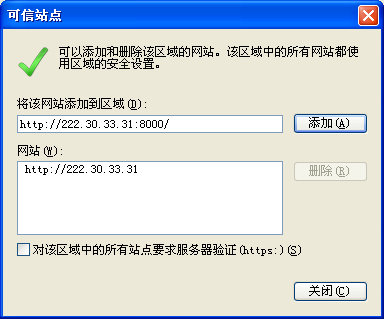 可信站点
可以添加和删除该区域的网站。该区域中的所有网站都使
用区域的安全设置。
将该网站添加到区域(D):
http://222.30.33.31:8000/
添加(A)
网站(W):
http://222.30.33.31
删除(R)
对该区域中的所有站点要求服务器验证(https:)(S)
关闭(C)